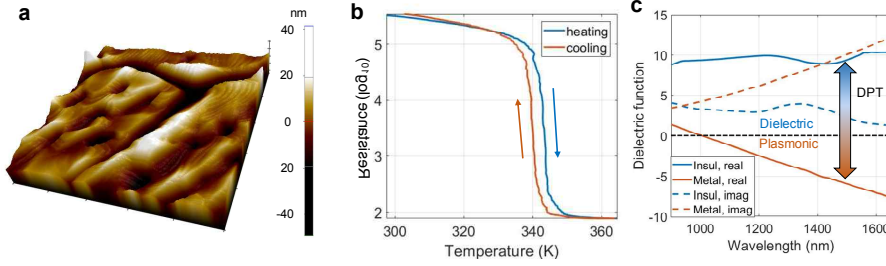 a
nm
40
20
0
20
-40
b
Resistance (log10)
5
4
3
2
300
320
340
360
Temperature (K)
heating
cooling
c
Dielectric function
15
10
5
0
-5
-10
1000
1200
1400
1600
Wavelength (nm)
DPT
Dielectric
Plasmonic
Insul, real
Metal, real
Insul, imag
Metal, imag